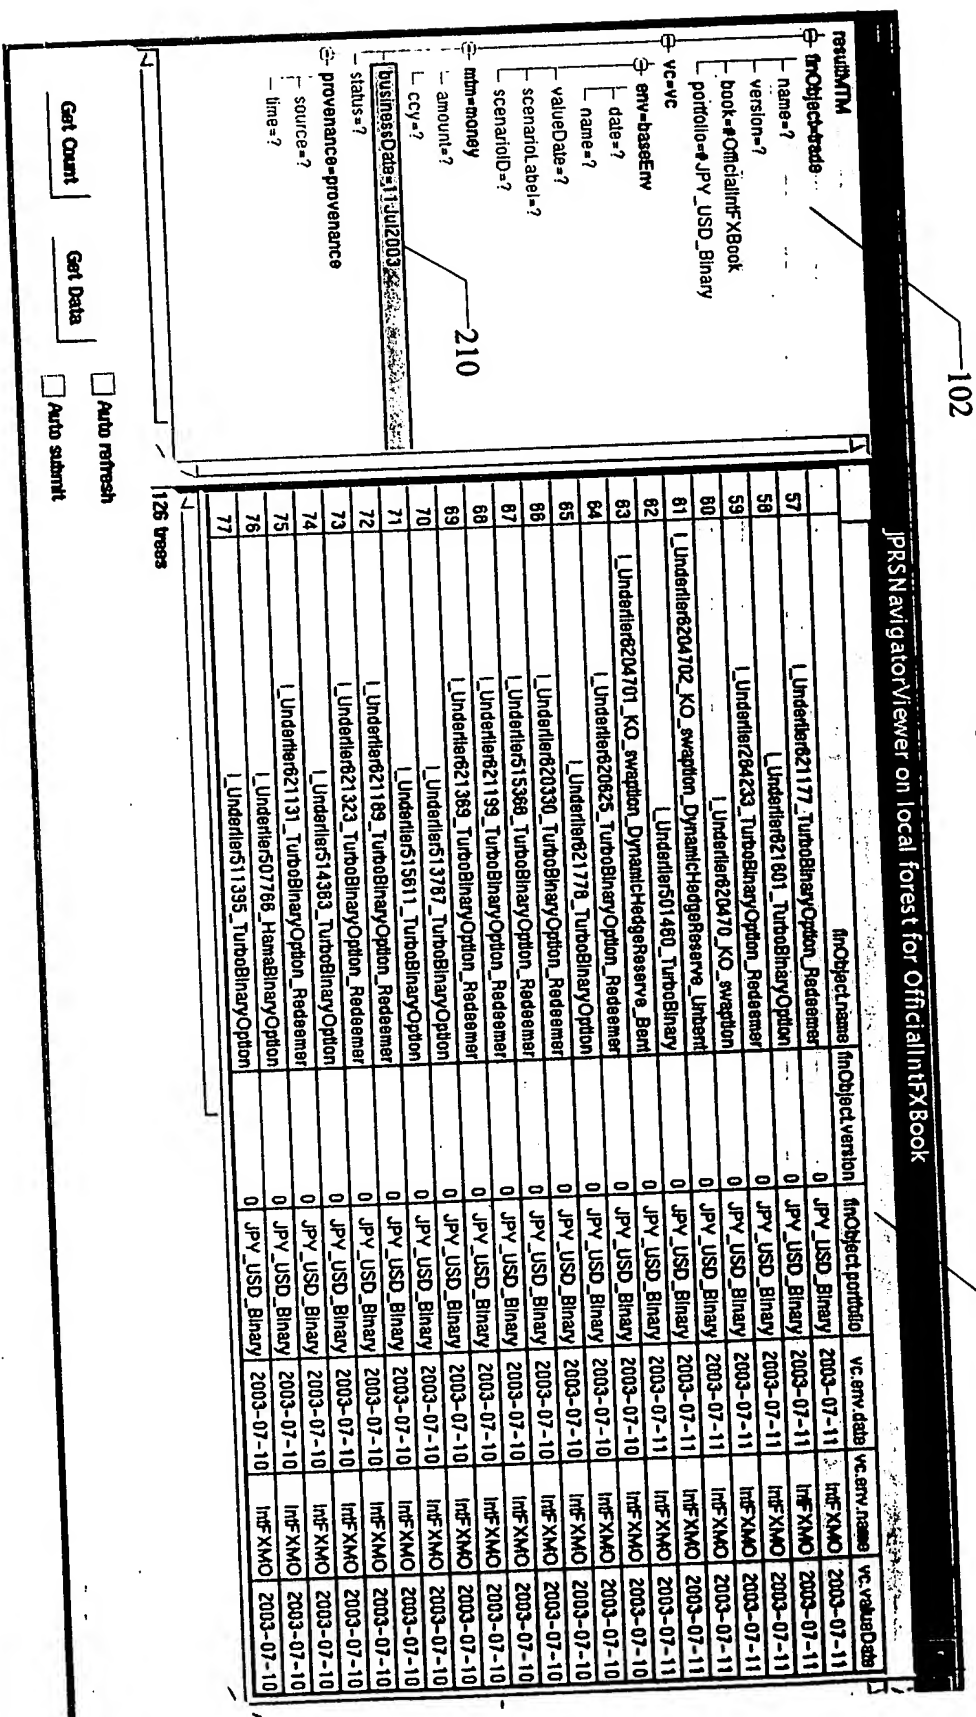 102
JPRSNavigatorViewer on local forest for OfficialIntFXBook
resultMTM
finObject=trade
name=?
version=?
book=#OfficialIntFXBook
portfolio=#JPY_USD_Binary
vc=vc
env=baseEnv
date=?
name=?
valueDate=?
scenarioLabel=?
scenarioID=?
mtm=money
amount=?
ccy=?
businessDate=11Jul2003
status=?
provenance=provenance
source=?
time=?
210
finObject.name finObject.version finObject.portfolio vc.env.date vc.env.name vc.valueDate
57 I_Underlier621177_TurboBinaryOption_Redeemer 0 JPY_USD_Binary 2003-07-11 IntFXMO 2003-07-11
58 I_Underlier621601_TurboBinaryOption 0 JPY_USD_Binary 2003-07-11 IntFXMO 2003-07-11
59 I_Underlier284233_TurboBinaryOption_Redeemer 0 JPY_USD_Binary 2003-07-11 IntFXMO 2003-07-11
60 I_Underlier620470_KO_swaption 0 JPY_USD_Binary 2003-07-11 IntFXMO 2003-07-11
61 I_Underlier6204702_KO_swaption_DynamicHedgeReserve_Unbent 0 JPY_USD_Binary 2003-07-11 IntFXMO 2003-07-11
62 I_Underlier501460_TurboBinary 0 JPY_USD_Binary 2003-07-11 IntFXMO 2003-07-11
63 I_Underlier6204701_KO_swaption_DynamicHedgeReserve_Bent 0 JPY_USD_Binary 2003-07-11 IntFXMO 2003-07-11
64 I_Underlier620625_TurboBinaryOption_Redeemer 0 JPY_USD_Binary 2003-07-10 IntFXMO 2003-07-10
65 I_Underlier621778_TurboBinaryOption 0 JPY_USD_Binary 2003-07-10 IntFXMO 2003-07-10
66 I_Underlier620330_TurboBinaryOption_Redeemer 0 JPY_USD_Binary 2003-07-10 IntFXMO 2003-07-10
67 I_Underlier515368_TurboBinaryOption_Redeemer 0 JPY_USD_Binary 2003-07-10 IntFXMO 2003-07-10
68 I_Underlier621199_TurboBinaryOption_Redeemer 0 JPY_USD_Binary 2003-07-10 IntFXMO 2003-07-10
69 I_Underlier621369_TurboBinaryOption_Redeemer 0 JPY_USD_Binary 2003-07-10 IntFXMO 2003-07-10
70 I_Underlier513787_TurboBinaryOption 0 JPY_USD_Binary 2003-07-10 IntFXMO 2003-07-10
71 I_Underlier515611_TurboBinaryOption 0 JPY_USD_Binary 2003-07-10 IntFXMO 2003-07-10
72 I_Underlier621189_TurboBinaryOption_Redeemer 0 JPY_USD_Binary 2003-07-10 IntFXMO 2003-07-10
73 I_Underlier621323_TurboBinaryOption_Redeemer 0 JPY_USD_Binary 2003-07-10 IntFXMO 2003-07-10
74 I_Underlier514383_TurboBinaryOption 0 JPY_USD_Binary 2003-07-10 IntFXMO 2003-07-10
75 I_Underlier621131_TurboBinaryOption_Redeemer 0 JPY_USD_Binary 2003-07-10 IntFXMO 2003-07-10
76 I_Underlier507766_HamaBinaryOption 0 JPY_USD_Binary 2003-07-10 IntFXMO 2003-07-10
77 I_Underlier511395_TurboBinaryOption 0 JPY_USD_Binary 2003-07-10 IntFXMO 2003-07-10
126 trees
Get Count Get Data Auto refresh
Auto submit